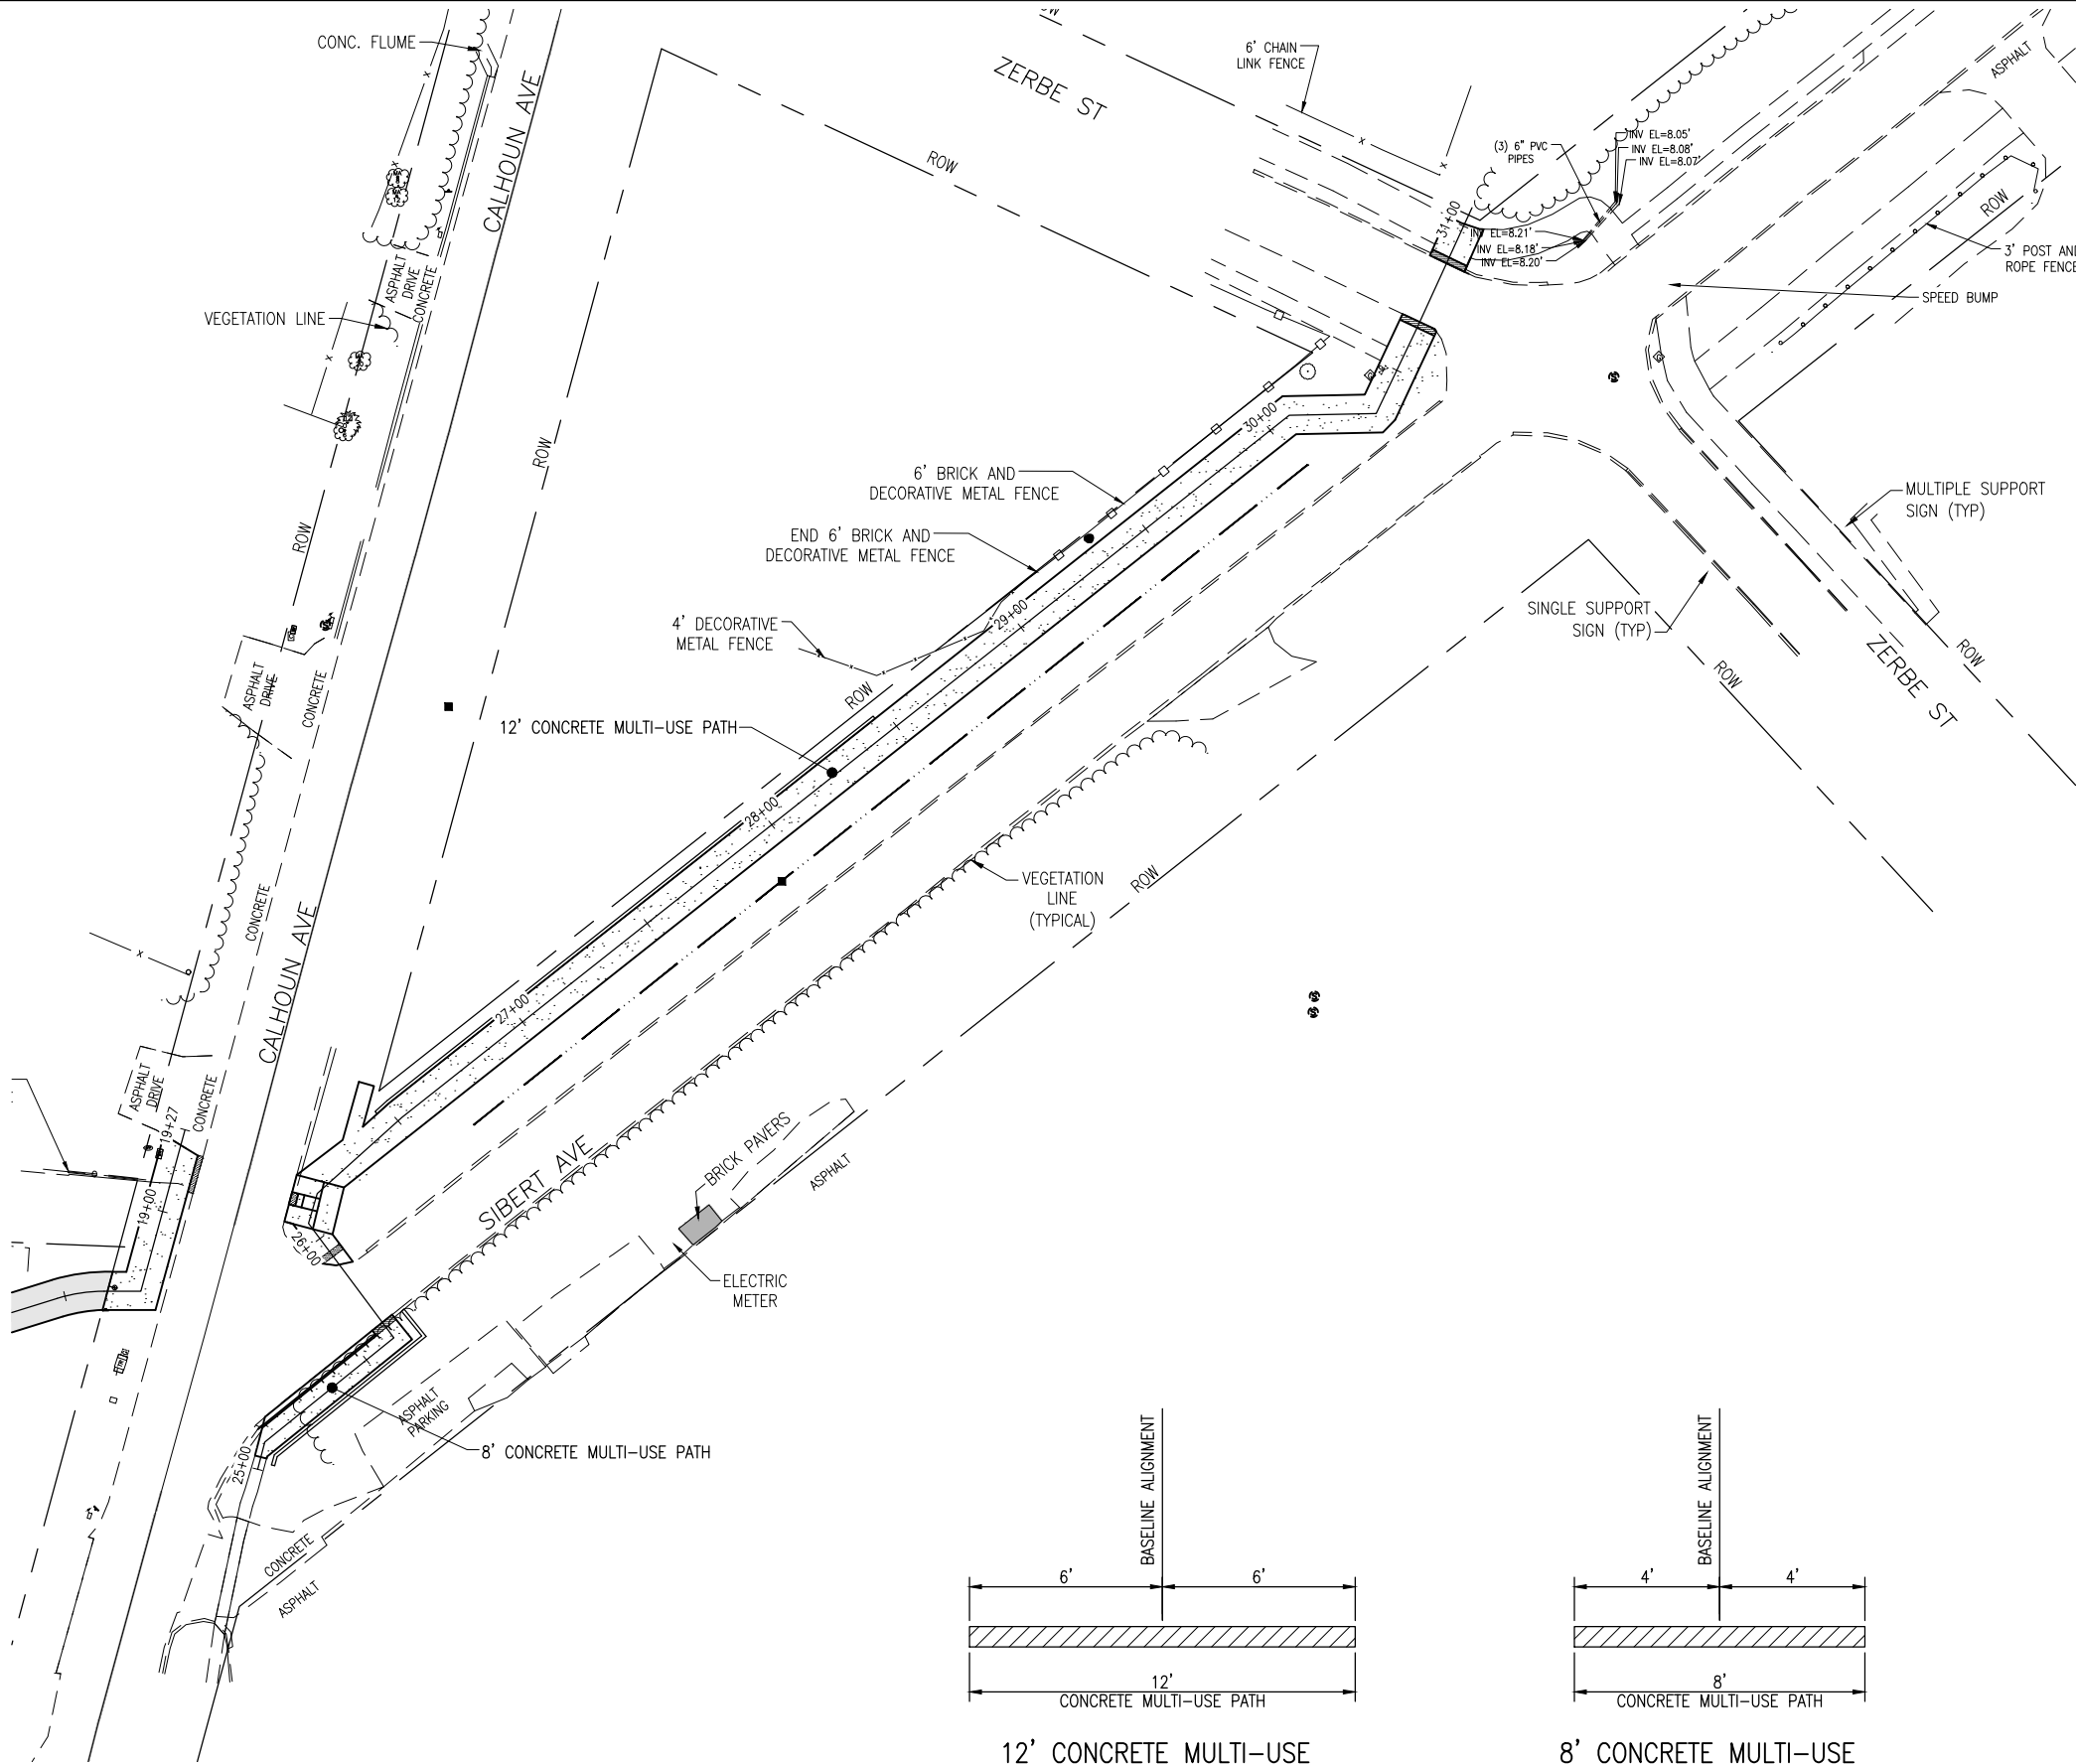 ROW
CONC. FLUME
6' CHAIN
LINK FENCE
ZERBE ST
ASPHALT
CALHOUN AVE
ROW
(3) 6" PVC
PIPES
INV EL=8.05'
INV EL=8.08'
INV EL=8.07'
31+00
INV EL=8.21'
INV EL=8.18'
INV EL=8.20'
ROW
3' POST AND
ROPE FENCE
SPEED BUMP
ASPHALT
DRIVE
CONCRETE
VEGETATION LINE
30+00
ROW
6' BRICK AND
DECORATIVE METAL FENCE
MULTIPLE SUPPORT
SIGN (TYP)
ROW
END 6' BRICK AND
DECORATIVE METAL FENCE
29+00
SINGLE SUPPORT
SIGN (TYP)
4' DECORATIVE
METAL FENCE
ZERBE ST
ROW
ROW
ASPHALT
DRIVE
CONCRETE
ROW
12' CONCRETE MULTI-USE PATH
28+00
VEGETATION
LINE
(TYPICAL)
ROW
CONCRETE
CALHOUN AVE
27+00
ASPHALT
DRIVE
19+27
CONCRETE
BRICK PAVERS
ASPHALT
SIBERT AVE
19+00
26+00
ELECTRIC
METER
ASPHALT
PARKING
8' CONCRETE MULTI-USE PATH
25+00
CONCRETE
ASPHALT
BASELINE ALIGNMENT
6'
6'
12'
CONCRETE MULTI-USE PATH
12' CONCRETE MULTI-USE
BASELINE ALIGNMENT
4'
4'
8'
CONCRETE MULTI-USE PATH
8' CONCRETE MULTI-USE